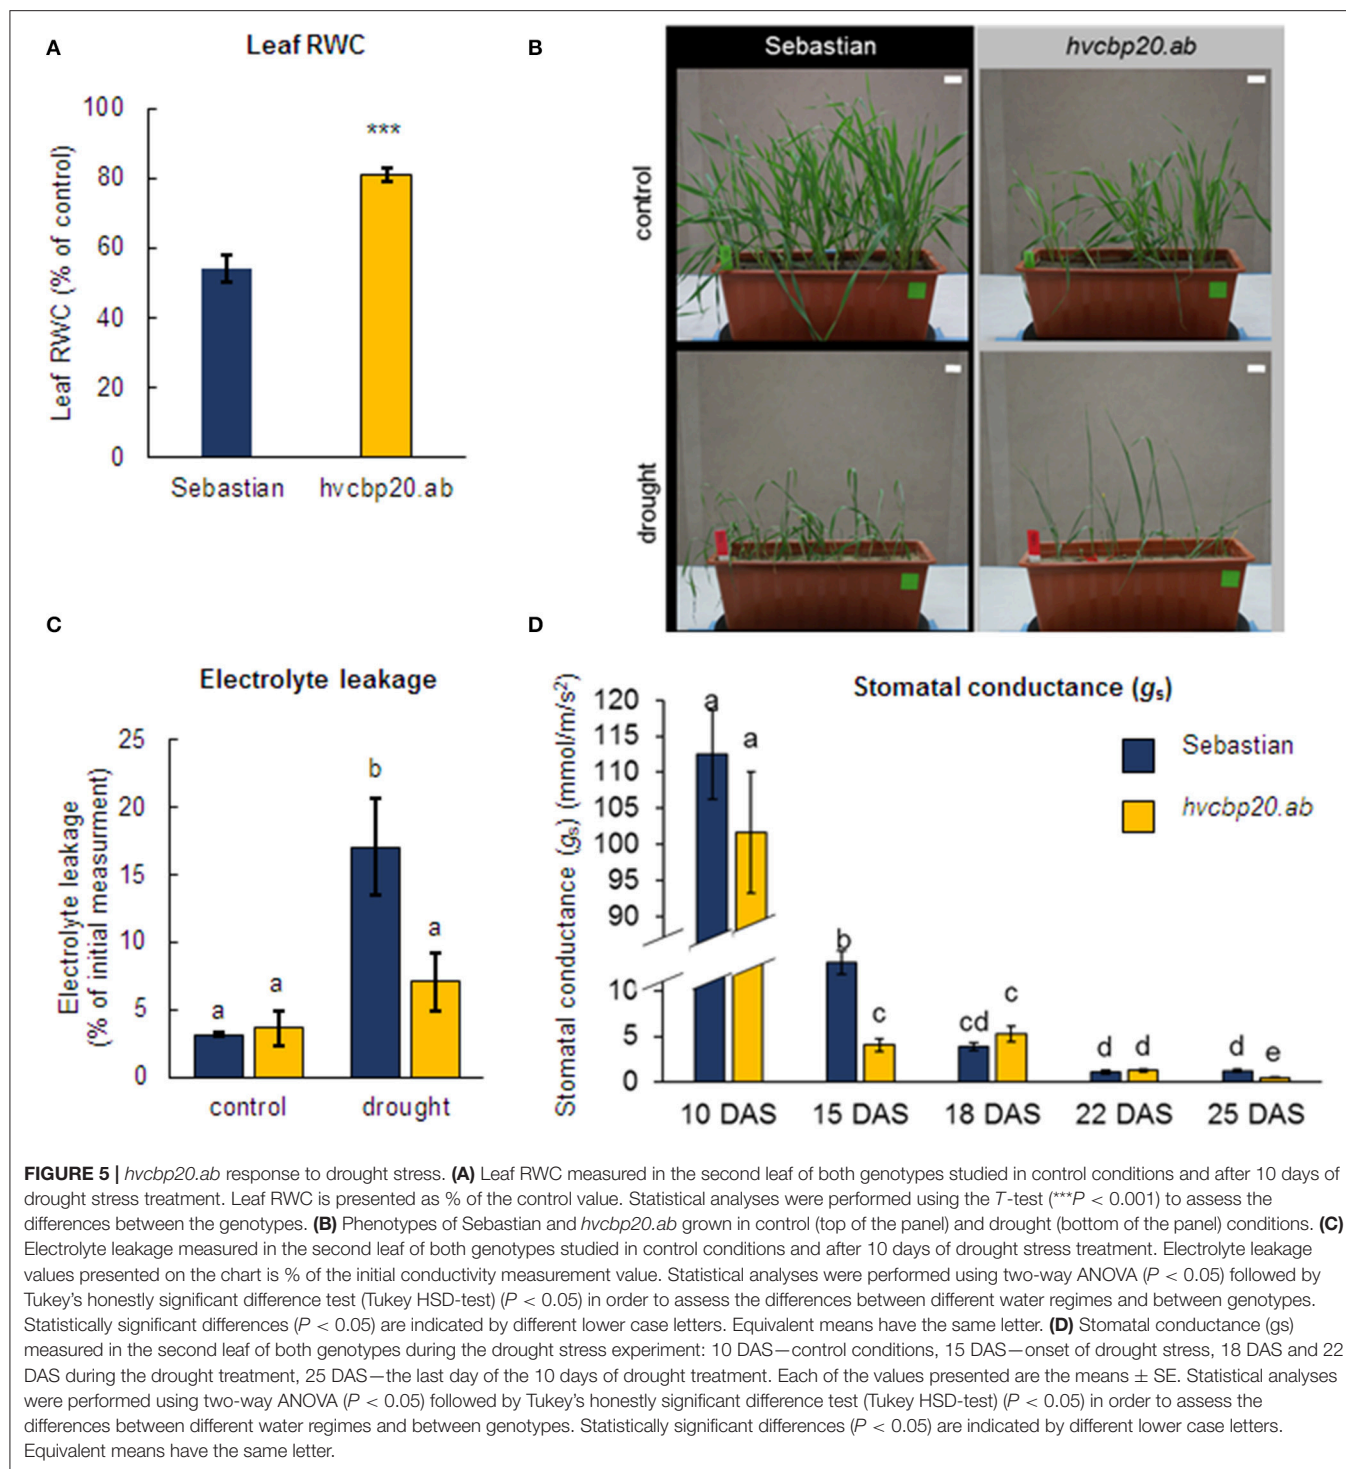 A
Leaf RWC
Leaf RWC (% of control)
100
80
60
40
20
0
***
Sebastian
hvcbp20.ab
B
Sebastian
hvcbp20.ab
control
drought
C
Electrolyte leakage
Electrolyte leakage
(% of initial measurment)
25
20
15
10
5
0
a
a
b
a
control
drought
D
Stomatal conductance (gs)
Stomatal conductance (gs) (mmol/m/s²)
120
115
110
105
100
95
90
10
5
0
a
a
b
c
cd
c
d
d
d
e
Sebastian
hvcbp20.ab
10 DAS
15 DAS
18 DAS
22 DAS
25 DAS
FIGURE 5 | hvcbp20.ab response to drought stress. (A) Leaf RWC measured in the second leaf of both genotypes studied in control conditions and after 10 days of
drought stress treatment. Leaf RWC is presented as % of the control value. Statistical analyses were performed using the T-test (***P < 0.001) to assess the
differences between the genotypes. (B) Phenotypes of Sebastian and hvcbp20.ab grown in control (top of the panel) and drought (bottom of the panel) conditions. (C)
Electrolyte leakage measured in the second leaf of both genotypes studied in control conditions and after 10 days of drought stress treatment. Electrolyte leakage
values presented on the chart is % of the initial conductivity measurement value. Statistical analyses were performed using two-way ANOVA (P < 0.05) followed by
Tukey's honestly significant difference test (Tukey HSD-test) (P < 0.05) in order to assess the differences between different water regimes and between genotypes.
Statistically significant differences (P < 0.05) are indicated by different lower case letters. Equivalent means have the same letter. (D) Stomatal conductance (gs)
measured in the second leaf of both genotypes during the drought stress experiment: 10 DAS—control conditions, 15 DAS—onset of drought stress, 18 DAS and 22
DAS during the drought treatment, 25 DAS—the last day of the 10 days of drought treatment. Each of the values presented are the means ± SE. Statistical analyses
were performed using two-way ANOVA (P < 0.05) followed by Tukey's honestly significant difference test (Tukey HSD-test) (P < 0.05) in order to assess the
differences between different water regimes and between genotypes. Statistically significant differences (P < 0.05) are indicated by different lower case letters.
Equivalent means have the same letter.